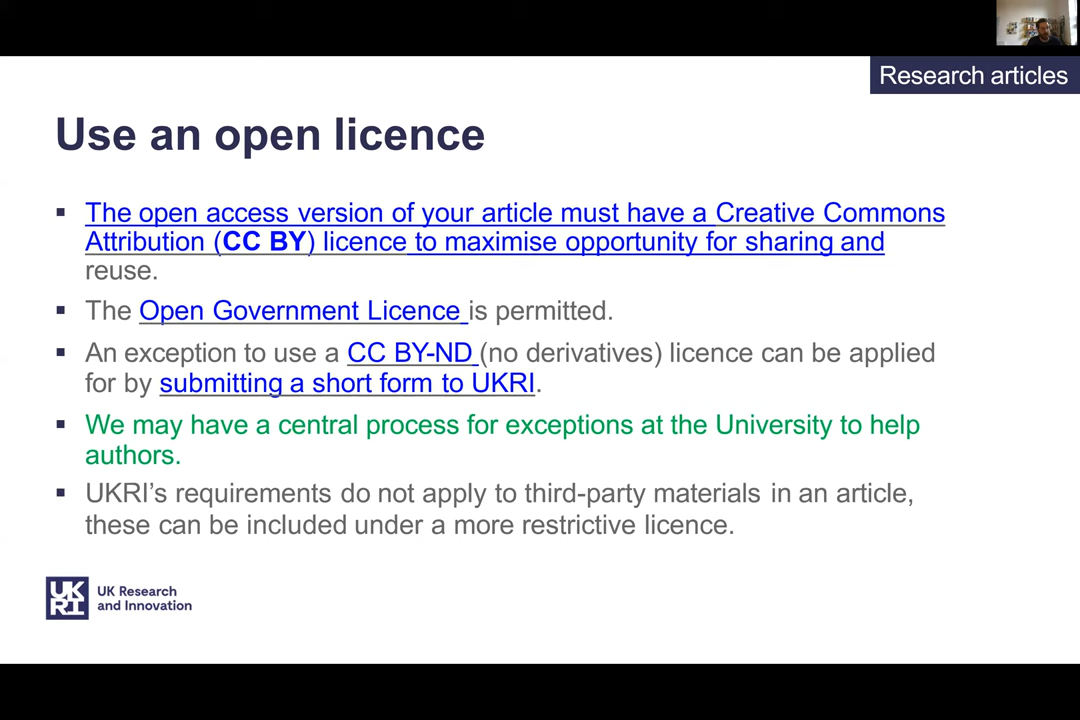 Research articles
Use an open licence
▪ The open access version of your article must have a Creative Commons
Attribution (CC BY) licence to maximise opportunity for sharing and
reuse.
▪ The Open Government Licence is permitted.
▪ An exception to use a CC BY-ND (no derivatives) licence can be applied
for by submitting a short form to UKRI.
▪ We may have a central process for exceptions at the University to help
authors.
▪ UKRI’s requirements do not apply to third-party materials in an article,
these can be included under a more restrictive licence.
UK
RI
UK Research
and Innovation